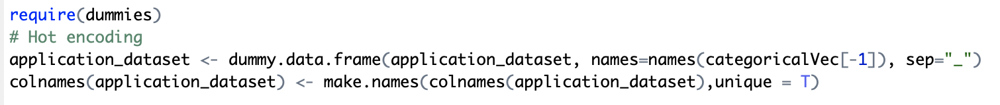 require(dummies)
# Hot encoding
application_dataset <- dummy.data.frame(application_dataset, names=names(categoricalVec[-1]), sep="_")
colnames(application_dataset) <- make.names(colnames(application_dataset),unique = T)